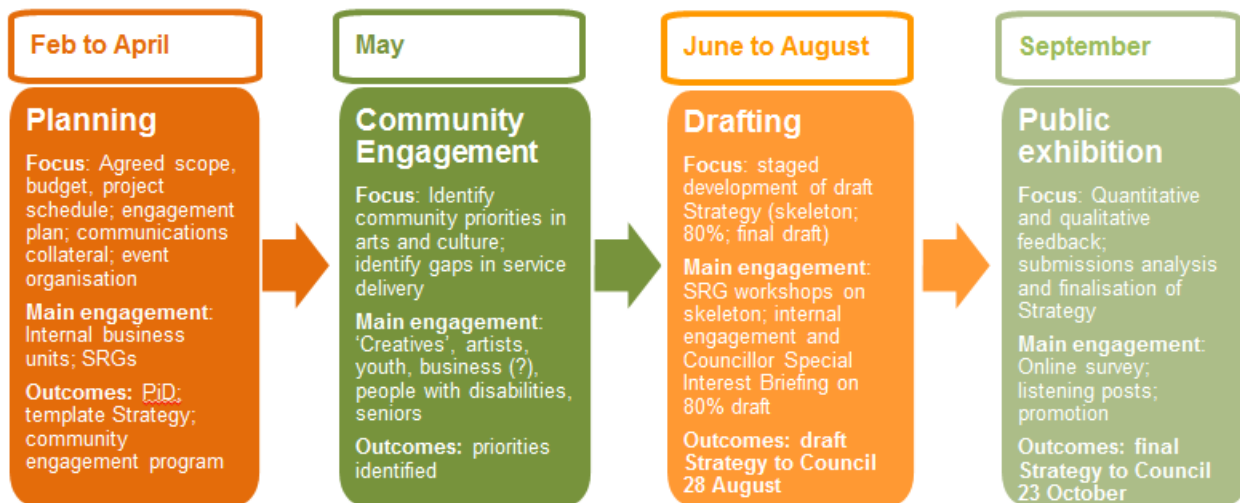 Feb to April
Planning
Focus: Agreed scope,
budget, project
schedule; engagement
plan; communications
collateral; event
organisation
Main engagement:
Internal business
units; SRGs
Outcomes: PiD;
template Strategy;
community
engagement program
May
Community
Engagement
Focus: Identify
community priorities in
arts and culture;
identify gaps in service
delivery
Main engagement:
‘Creatives’, artists,
youth, business (?),
people with disabilities,
seniors
Outcomes: priorities
identified
June to August
Drafting
Focus: staged
development of draft
Strategy (skeleton;
80%; final draft)
Main engagement:
SRG workshops on
skeleton; internal
engagement and
Councillor Special
Interest Briefing on
80% draft
Outcomes: draft
Strategy to Council
28 August
September
Public
exhibition
Focus: Quantitative
and qualitative
feedback;
submissions analysis
and finalisation of
Strategy
Main engagement:
Online survey;
listening posts;
promotion
Outcomes: final
Strategy to Council
23 October